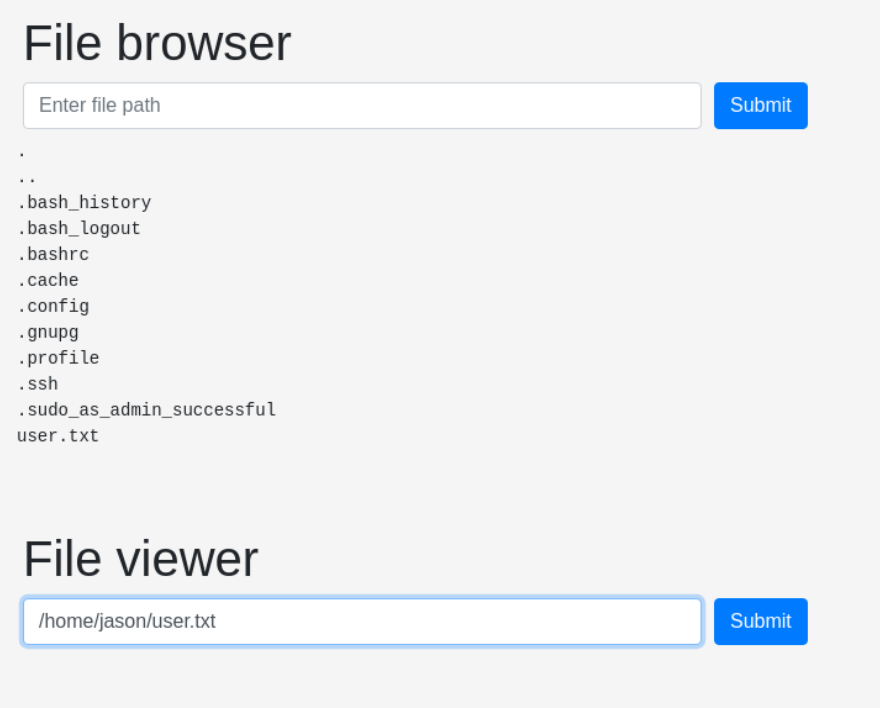 File browser
Enter file path Submit
.
..
.bash_history
.bash_logout
.bashrc
.cache
.config
.gnupg
.profile
.ssh
.sudo_as_admin_successful
user.txt
File viewer
/home/jason/user.txt Submit